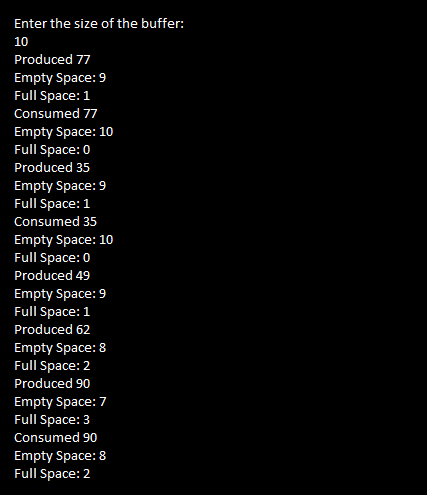 Enter the size of the buffer:
10
Produced 77
Empty Space: 9
Full Space: 1
Consumed 77
Empty Space: 10
Full Space: 0
Produced 35
Empty Space: 9
Full Space: 1
Consumed 35
Empty Space: 10
Full Space: 0
Produced 49
Empty Space: 9
Full Space: 1
Produced 62
Empty Space: 8
Full Space: 2
Produced 90
Empty Space: 7
Full Space: 3
Consumed 90
Empty Space: 8
Full Space: 2